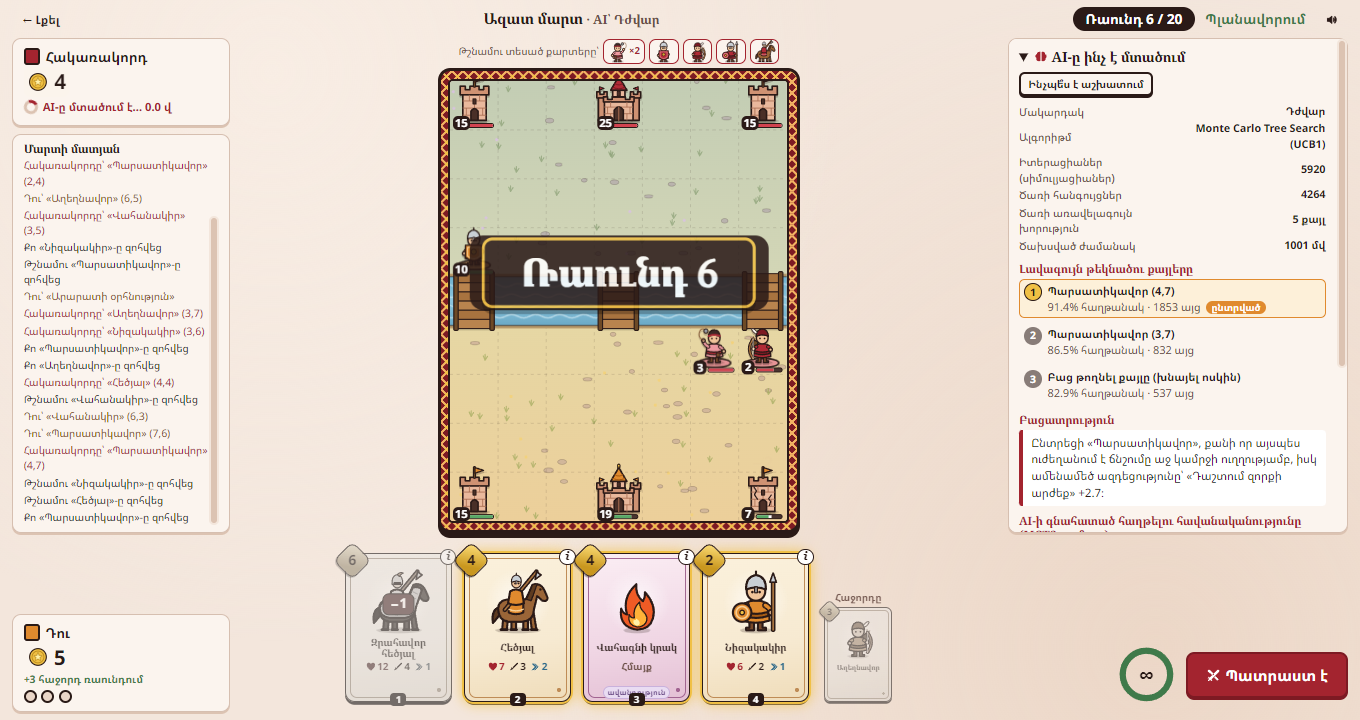 ← Լքել
Ազատ մարտ · AI՝ Դժվար
Ռաունդ 6 / 20
Պլանավորում
Հակառակորդ
4
AI-ը մտածում է... 0.0 վ
Թշնամու տեսած քարտերը՝
×2
Մարտի մատյան
Հակառակորդը՝ «Պարսատիկավոր»
(2,4)
Դու՝ «Աղեղնավոր» (6,5)
Հակառակորդը՝ «Վահանակիր»
(3,5)
Քո «Նիզակակիր»-ը զոհվեց
Թշնամու «Պարսատիկավոր»-ը
զոհվեց
Դու՝ «Արարատի օրհնություն»
Հակառակորդը՝ «Աղեղնավոր» (3,7)
Հակառակորդը՝ «Նիզակակիր» (3,6)
Քո «Պարսատիկավոր»-ը զոհվեց
Քո «Աղեղնավոր»-ը զոհվեց
Հակառակորդը՝ «Հեծյալ» (4,4)
Թշնամու «Վահանակիր»-ը զոհվեց
Դու՝ «Վահանակիր» (6,3)
Դու՝ «Պարսատիկավոր» (7,6)
Հակառակորդը՝ «Պարսատիկավոր»
(4,7)
Թշնամու «Նիզակակիր»-ը զոհվեց
Թշնամու «Հեծյալ»-ը զոհվեց
Քո «Պարսատիկավոր»-ը զոհվեց
15
25
15
10
Ռաունդ 6
3
2
15
19
7
▼ AI-ը ինչ է մտածում
Ինչպե՞ս է աշխատում
Մակարդակ
Դժվար
Ալգորիթմ
Monte Carlo Tree Search
(UCB1)
Իտերացիաներ
(սիմուլյացիաներ)
5920
Ծառի հանգույցներ
4264
Ծառի առավելագույն
խորություն
5 քայլ
Ծախսված ժամանակ
1001 մվ
Լավագույն թեկնածու քայլերը
1
Պարսատիկավոր (4,7)
91.4% հաղթանակ · 1853 այց
ընտրված
2
Պարսատիկավոր (3,7)
86.5% հաղթանակ · 832 այց
3
Բաց թողնել քայլը (խնայել ոսկին)
82.9% հաղթանակ · 537 այց
Բացատրություն
Ընտրեցի «Պարսատիկավոր», քանի որ այսպես
ուժեղանում է ճնշումը աջ կամրջի ուղղությամբ, իսկ
ամենամեծ ազդեցությունը՝ «Դաշտում զորքի
արժեք» +2.7:
AI-ի գնահատած հաղթելու հավանականությունը
Դու
5
+3 հաջորդ ռաունդում
6
i
−1
Զրահավոր
հեծյալ
12
4
1
1
4
i
Հեծյալ
7
3
2
2
4
i
Վահագնի կրակ
Հմայք
3
2
i
Նիզակակիր
6
2
1
4
Հաջորդը
3
Աղեղնավոր
∞
Պատրաստ է